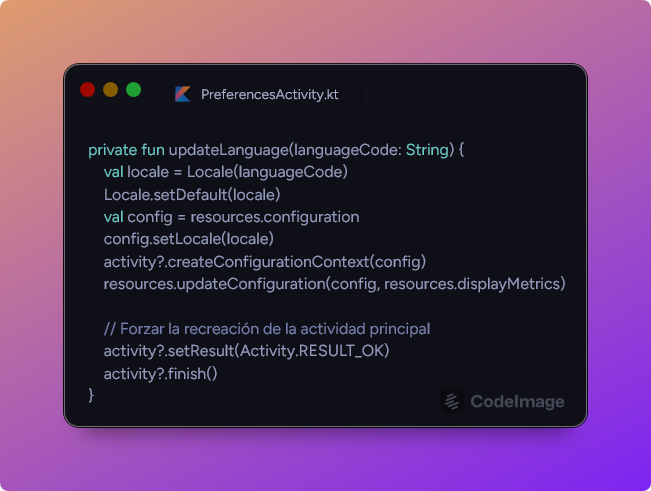 PreferencesActivity.kt
private fun updateLanguage(languageCode: String) {
    val locale = Locale(languageCode)
    Locale.setDefault(locale)
    val config = resources.configuration
    config.setLocale(locale)
    activity?.createConfigurationContext(config)
    resources.updateConfiguration(config, resources.displayMetrics)

    // Forzar la recreación de la actividad principal
    activity?.setResult(Activity.RESULT_OK)
    activity?.finish()
}
CodeImage